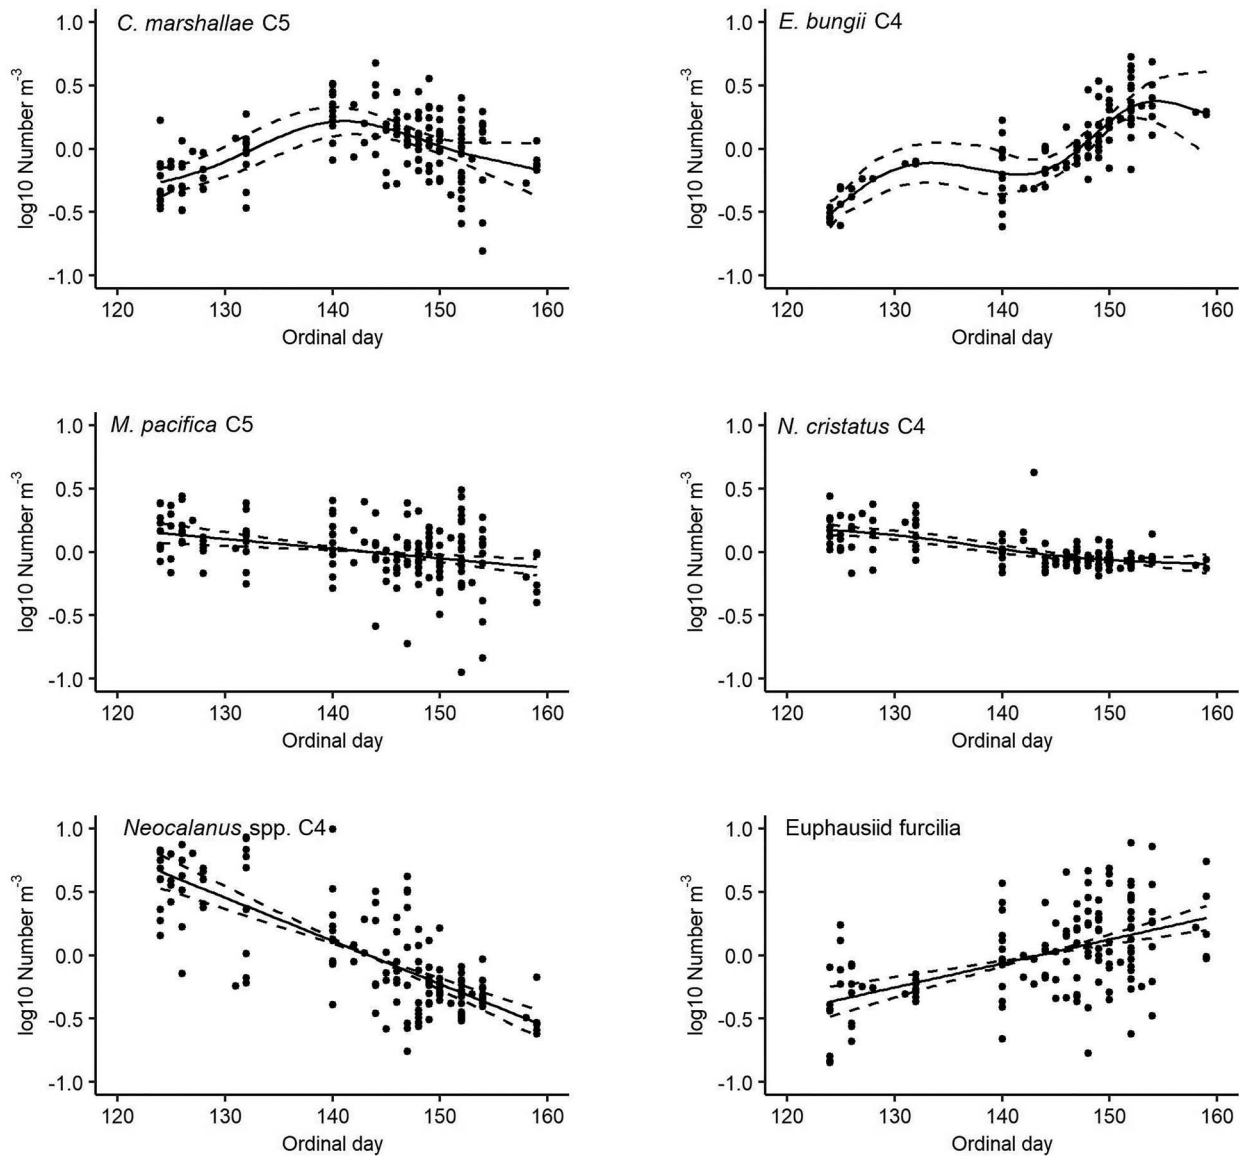 C. marshallae C5
1.0
0.5
0.0
-0.5
-1.0
log10 Number m-3
120 130 140 150 160
Ordinal day
E. bungii C4
1.0
0.5
0.0
-0.5
-1.0
log10 Number m-3
120 130 140 150 160
Ordinal day
M. pacifica C5
1.0
0.5
0.0
-0.5
-1.0
log10 Number m-3
120 130 140 150 160
Ordinal day
N. cristatus C4
1.0
0.5
0.0
-0.5
-1.0
log10 Number m-3
120 130 140 150 160
Ordinal day
Neocalanus spp. C4
1.0
0.5
0.0
-0.5
-1.0
log10 Number m-3
120 130 140 150 160
Ordinal day
Euphausiid furcilia
1.0
0.5
0.0
-0.5
-1.0
log10 Number m-3
120 130 140 150 160
Ordinal day